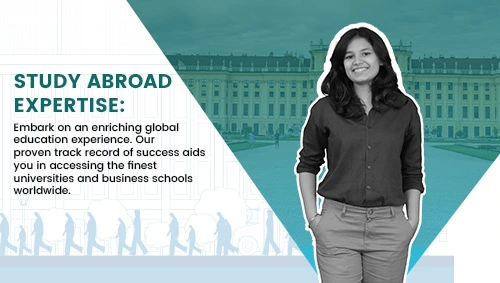 STUDY ABROAD
EXPERTISE:
Embark on an enriching global
education experience. Our
proven track record of success aids
you in accessing the finest
universities and business schools
worldwide.